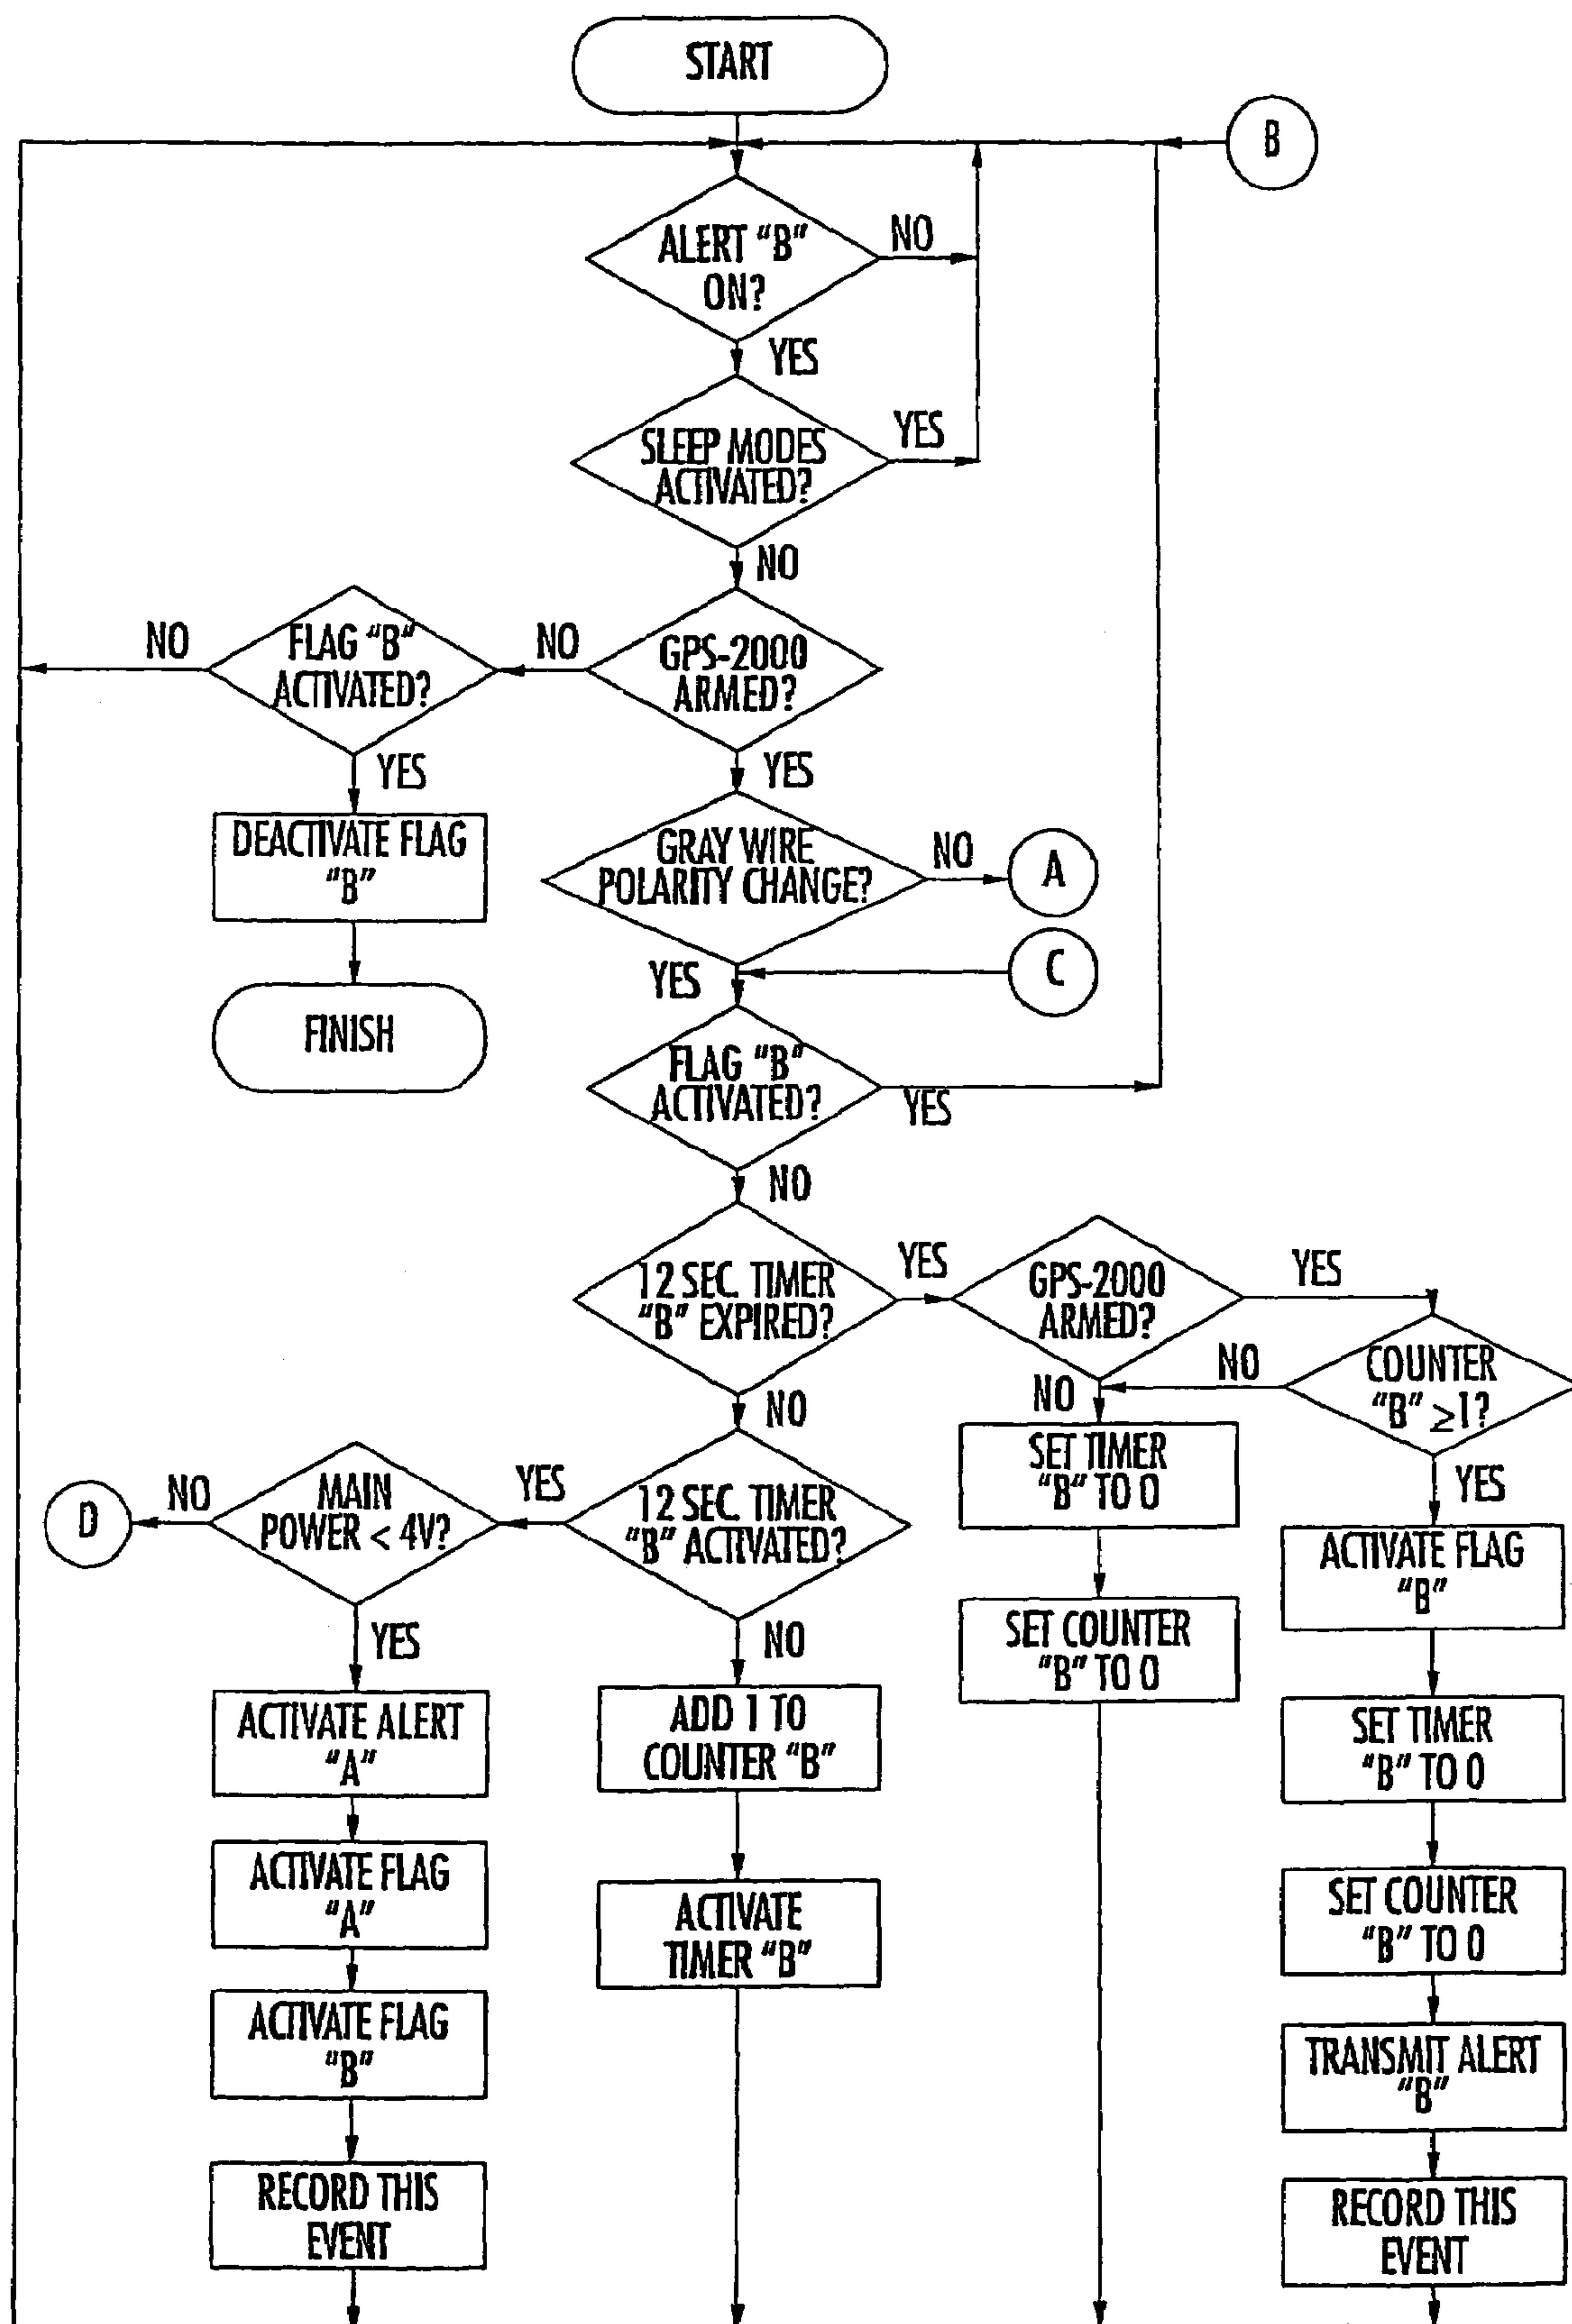 START
B
ALERT "B"
ON?
NO
YES
SLEEP MODES
ACTIVATED?
YES
NO
GPS-2000
ARMED?
NO
FLAG "B"
ACTIVATED?
NO
YES
DEACTIVATE FLAG
"B"
FINISH
YES
GRAY WIRE
POLARITY CHANGE?
NO
A
C
YES
FLAG "B"
ACTIVATED?
YES
NO
12 SEC. TIMER
"B" EXPIRED?
YES
GPS-2000
ARMED?
YES
COUNTER
"B" ≥1?
NO
NO
SET TIMER
"B" TO 0
SET COUNTER
"B" TO 0
YES
ACTIVATE FLAG
"B"
SET TIMER
"B" TO 0
SET COUNTER
"B" TO 0
TRANSMIT ALERT
"B"
RECORD THIS
EVENT
NO
12 SEC. TIMER
"B" ACTIVATED?
YES
MAIN
POWER < 4V?
NO
D
YES
ACTIVATE ALERT
"A"
ACTIVATE FLAG
"A"
ACTIVATE FLAG
"B"
RECORD THIS
EVENT
NO
ADD 1 TO
COUNTER "B"
ACTIVATE
TIMER "B"